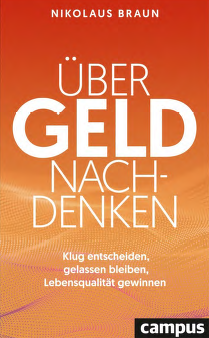 NIKOLAUS BRAUN
ÜBER
GELD
NACH-
DENKEN
Klug entscheiden,
gelassen bleiben,
Lebensqualität gewinnen
campus